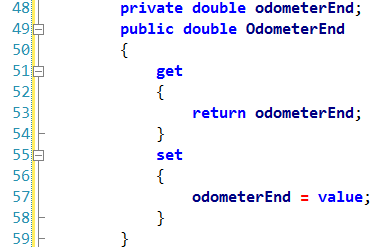 48 private double odometerEnd;
49 public double OdometerEnd
50 {
51 get
52 {
53 return odometerEnd;
54 }
55 set
56 {
57 odometerEnd = value;
58 }
59 }